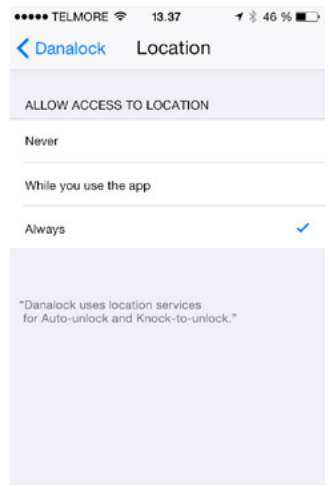 TELMORE 13.37 46 %
Danalock Location
ALLOW ACCESS TO LOCATION
Never
While you use the app
Always
"Danalock uses location services
for Auto-unlock and Knock-to-unlock."